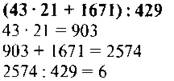 (43 · 21 + 1671) : 429
43 · 21 = 903
903 + 1671 = 2574
2574 : 429 = 6